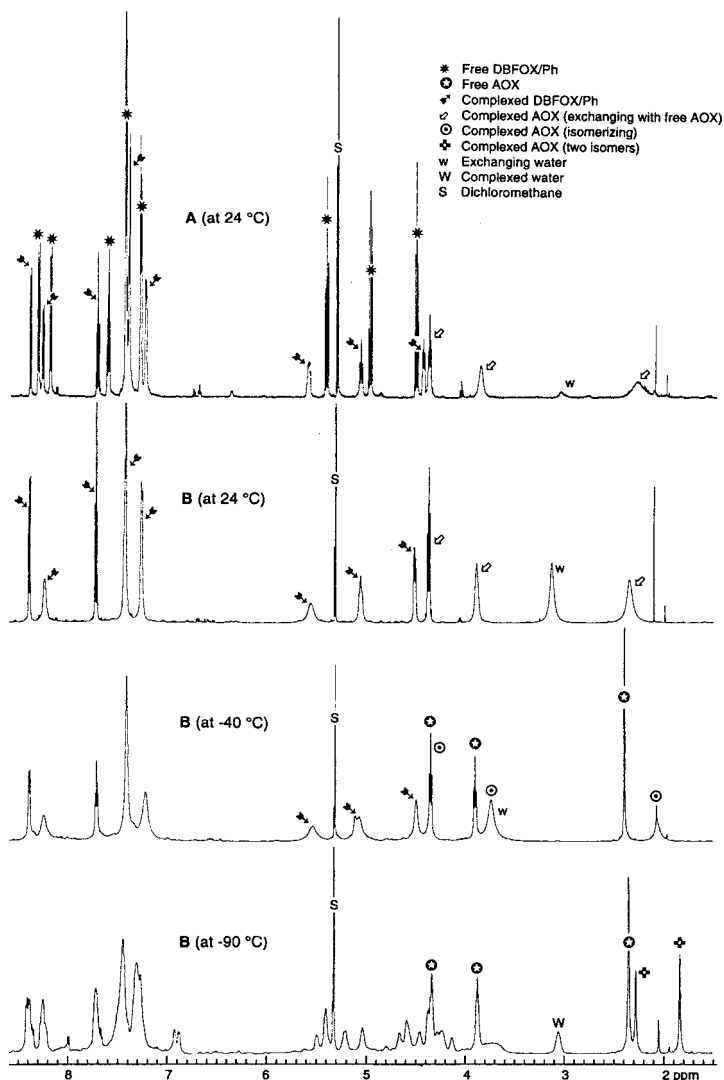 Free DBFOX/Ph
Free AOX
Complexed DBFOX/Ph
Complexed AOX (exchanging with free AOX)
Complexed AOX (isomerizing)
Complexed AOX (two isomers)
w Exchanging water
W Complexed water
S Dichloromethane
S
A (at 24 °C)
w
S
B (at 24 °C)
w
S
B (at -40 °C)
w
S
B (at -90 °C)
W
8 7 6 5 4 3 2 ppm